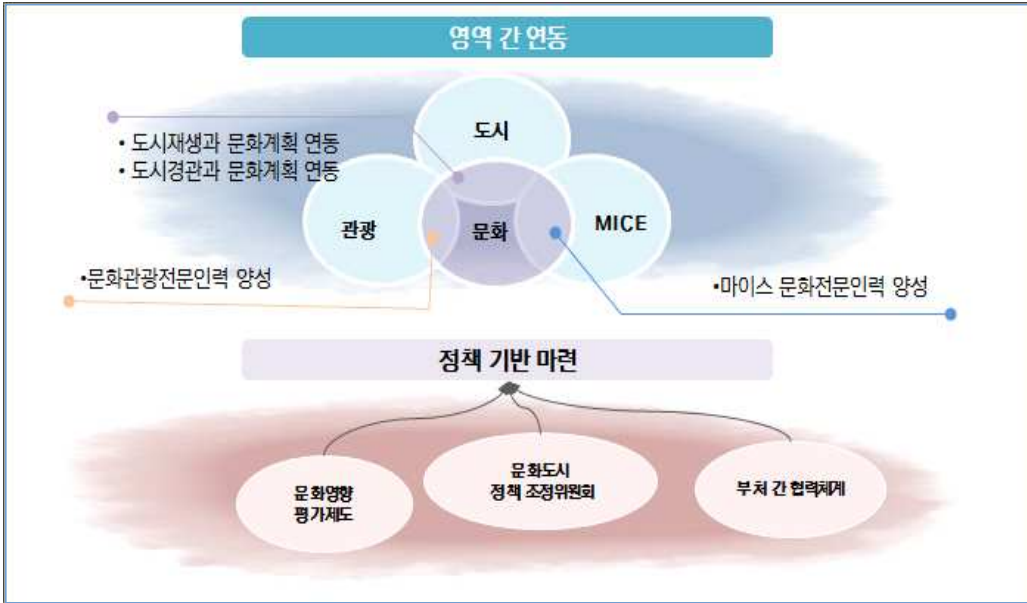 영역 간 연동
도시
• 도시재생과 문화계획 연동
• 도시경관과 문화계획 연동
관광
문화
MICE
•문화관광전문인력 양성
•마이스 문화전문인력 양성
정책 기반 마련
문화영향
평가제도
문화도시
정책 조정위원회
부처 간 협력체계